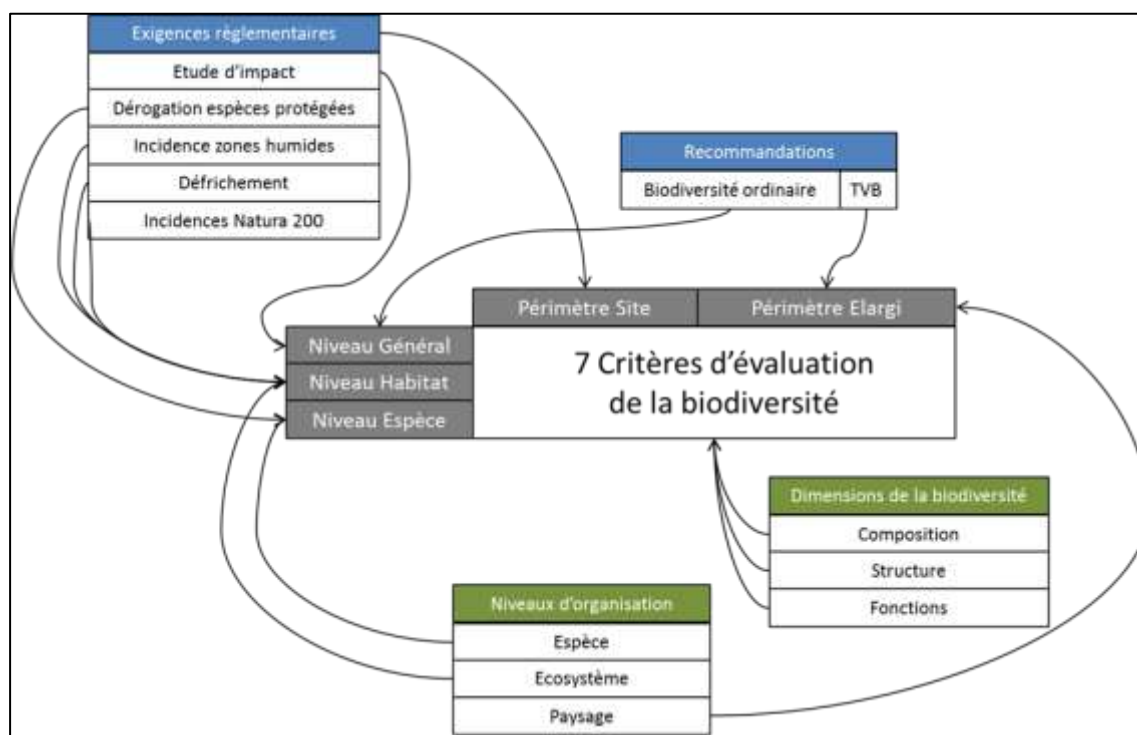 Exigences règlementaires
Etude d'impact
Dérogation espèces protégées
Incidence zones humides
Défrichement
Incidences Natura 200
Recommandations
Biodiversité ordinaire
TVB
Périmètre Site
Périmètre Elargi
Niveau Général
Niveau Habitat
Niveau Espèce
7 Critères d'évaluation
de la biodiversité
Dimensions de la biodiversité
Composition
Structure
Fonctions
Niveaux d'organisation
Espèce
Ecosystème
Paysage